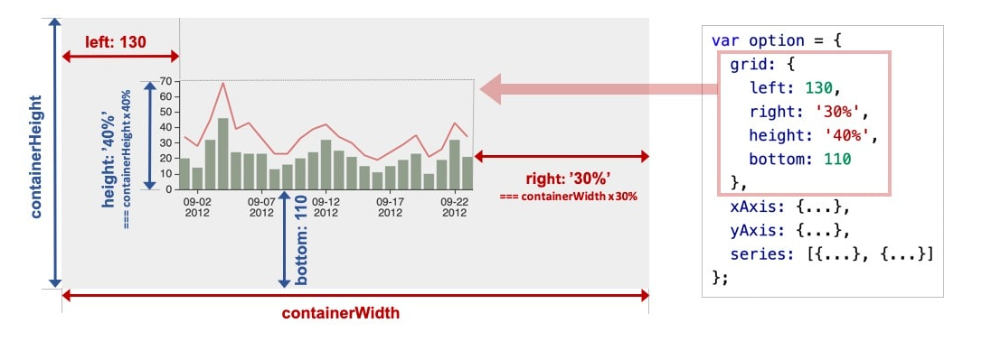 left: 130
containerHeight
height: '40%'
=== containerHeight x 40%
70
60
50
40
30
20
10
0
09-02
2012
09-07
2012
09-12
2012
09-17
2012
09-22
2012
bottom: 110
right: '30%'
=== containerWidth x 30%
containerWidth
var option = {
grid: {
left: 130,
right: '30%',
height: '40%',
bottom: 110
},
xAxis: {...},
yAxis: {...},
series: [{...}, {...}]
};